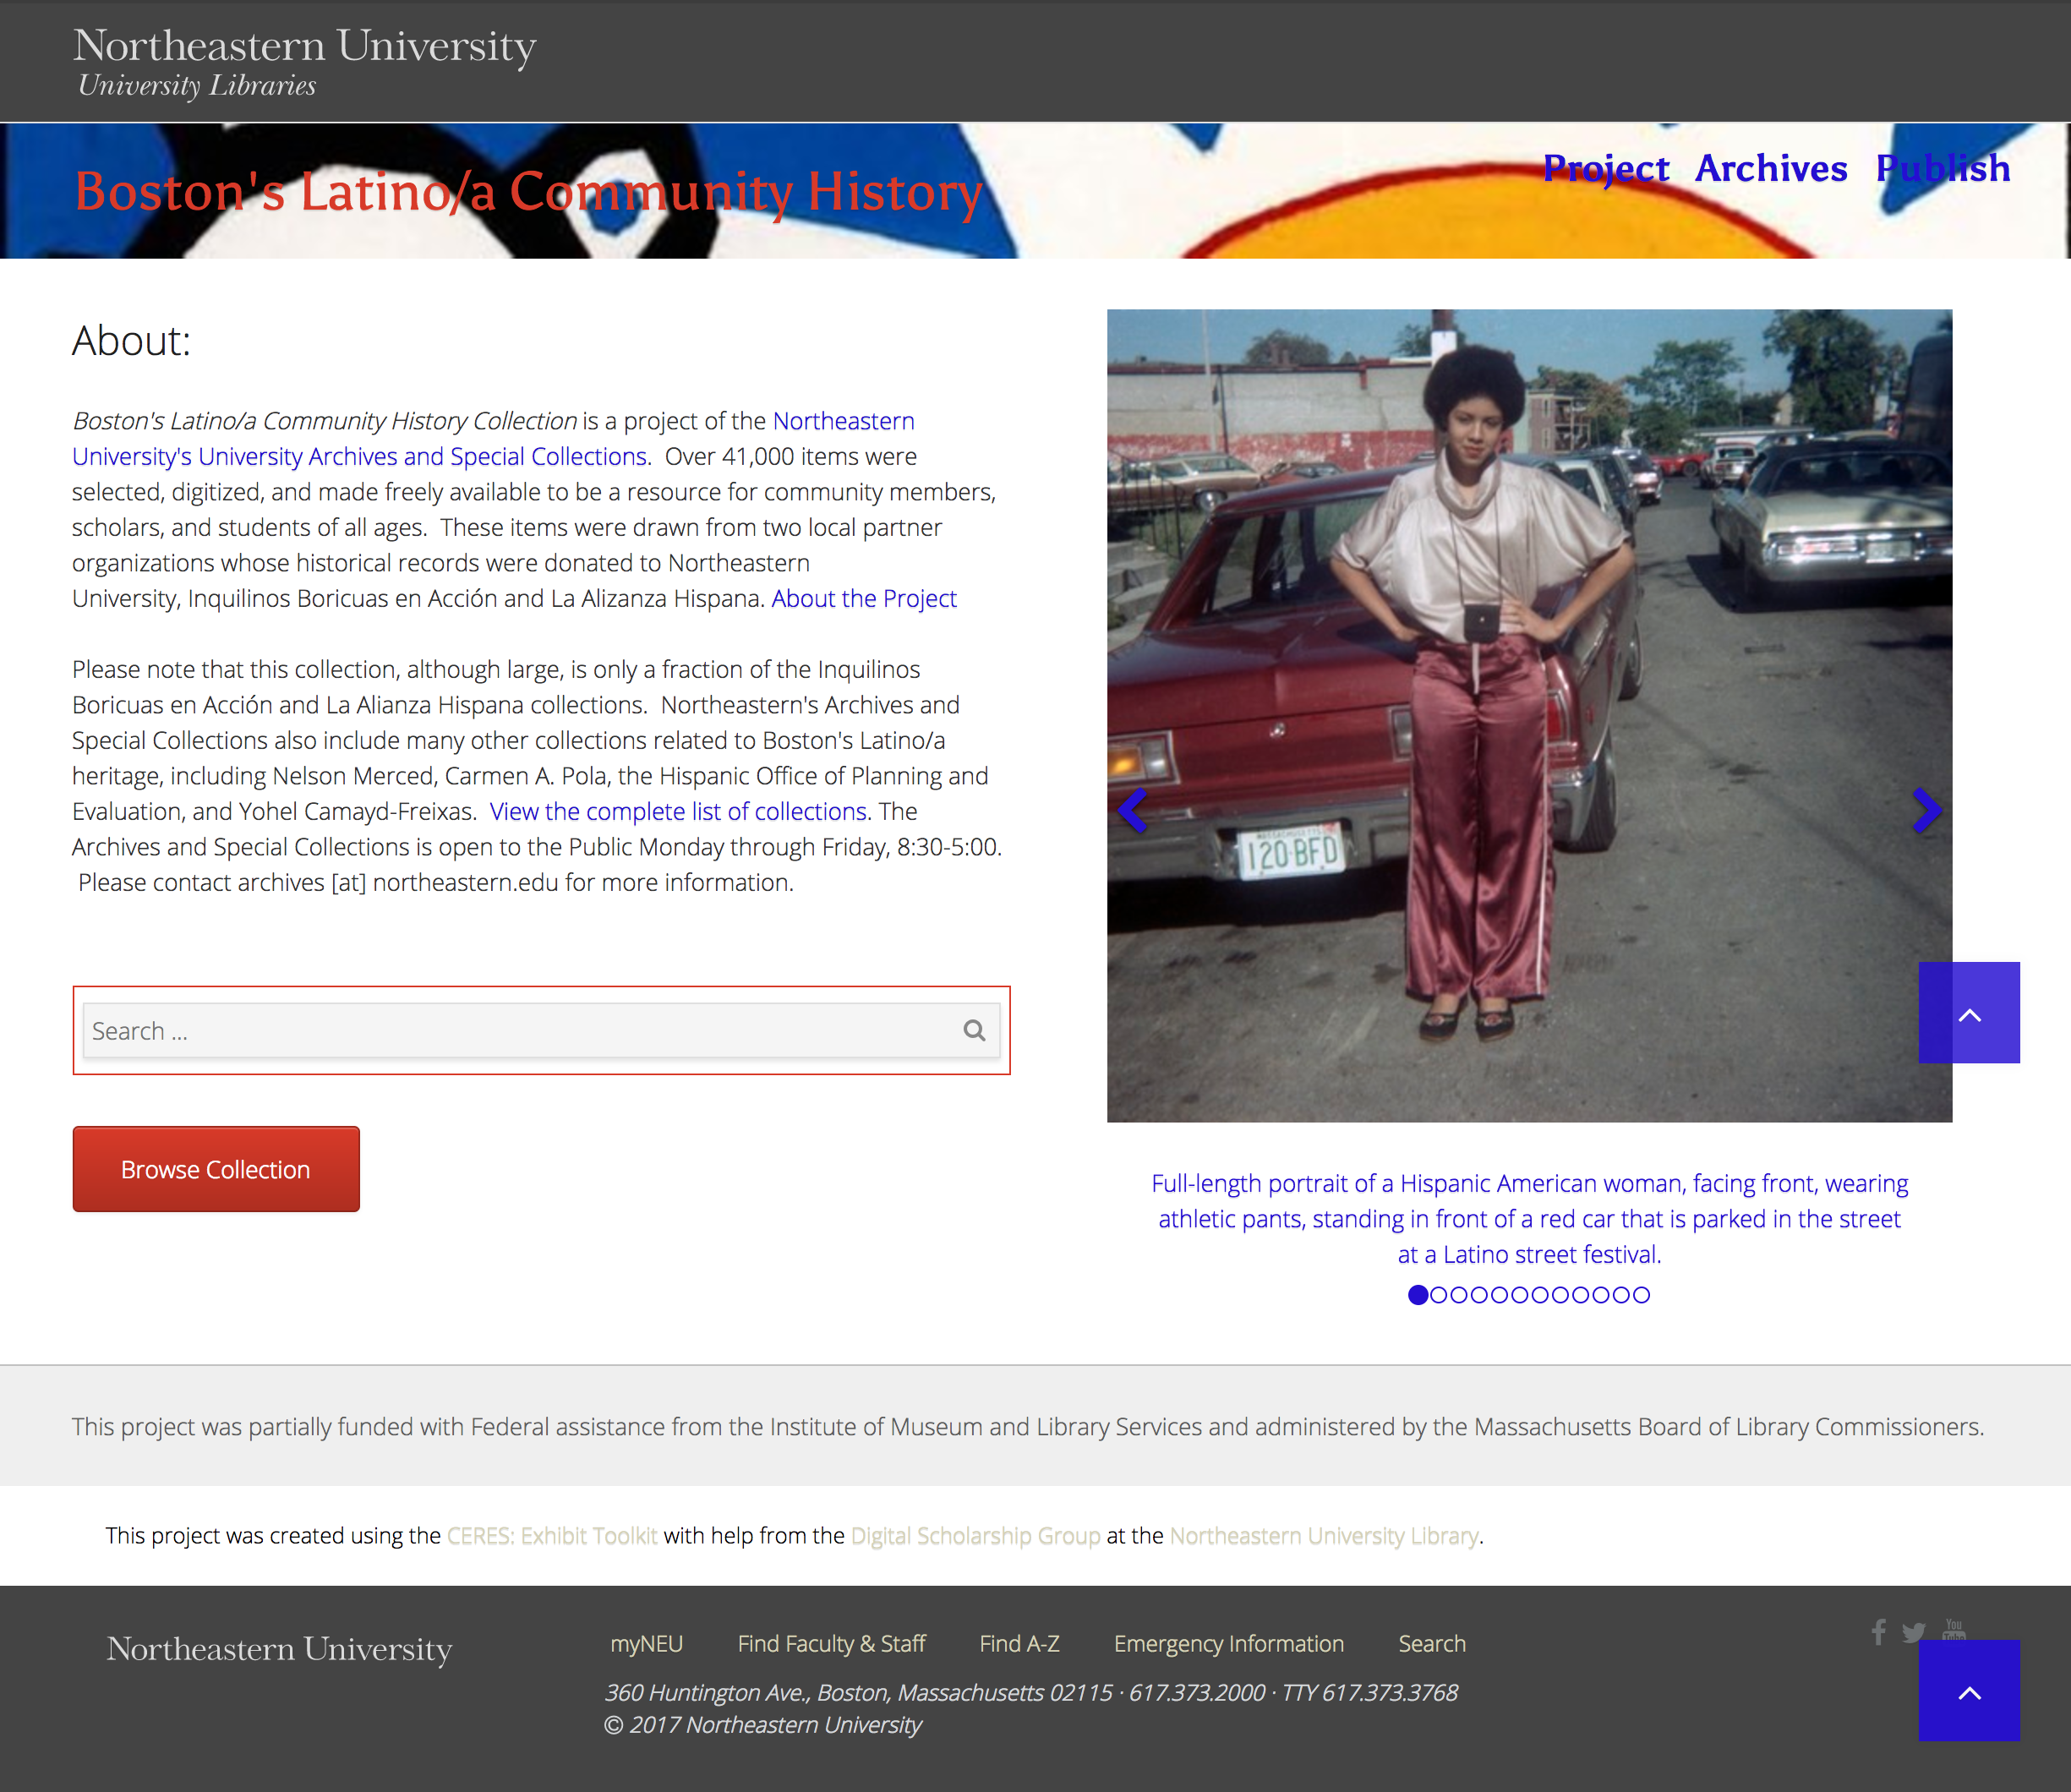 Northeastern University
University Libraries
Boston's Latino/a Community History
Project Archives Publish
About:
Boston's Latino/a Community History Collection is a project of the Northeastern
University's University Archives and Special Collections. Over 41,000 items were
selected, digitized, and made freely available to be a resource for community members,
scholars, and students of all ages. These items were drawn from two local partner
organizations whose historical records were donated to Northeastern
University, Inquilinos Boricuas en Acción and La Alizanza Hispana. About the Project
Please note that this collection, although large, is only a fraction of the Inquilinos
Boricuas en Acción and La Alianza Hispana collections. Northeastern's Archives and
Special Collections also include many other collections related to Boston's Latino/a
heritage, including Nelson Merced, Carmen A. Pola, the Hispanic Office of Planning and
Evaluation, and Yohel Camayd-Freixas. View the complete list of collections. The
Archives and Special Collections is open to the Public Monday through Friday, 8:30-5:00.
Please contact archives [at] northeastern.edu for more information.
Search ...
Browse Collection
MASSACHUSETTS
120·BFD
Full-length portrait of a Hispanic American woman, facing front, wearing
athletic pants, standing in front of a red car that is parked in the street
at a Latino street festival.
This project was partially funded with Federal assistance from the Institute of Museum and Library Services and administered by the Massachusetts Board of Library Commissioners.
This project was created using the CERES: Exhibit Toolkit with help from the Digital Scholarship Group at the Northeastern University Library.
Northeastern University
myNEU Find Faculty & Staff Find A-Z Emergency Information Search
360 Huntington Ave., Boston, Massachusetts 02115 · 617.373.2000 · TTY 617.373.3768
© 2017 Northeastern University
You
Tube